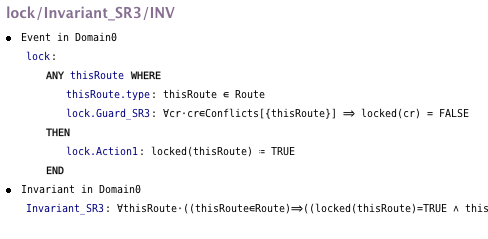 lock/Invariant_SR3/INV
● Event in Domain0
lock:
ANY thisRoute WHERE
thisRoute.type: thisRoute ∈ Route
lock.Guard_SR3: ∀cr·cr∈Conflicts[{thisRoute}] ⇒ locked(cr) = FALSE
THEN
lock.Action1: locked(thisRoute) ≔ TRUE
END
● Invariant in Domain0
Invariant_SR3: ∀thisRoute·((thisRoute∈Route)⇒((locked(thisRoute)=TRUE ∧ this